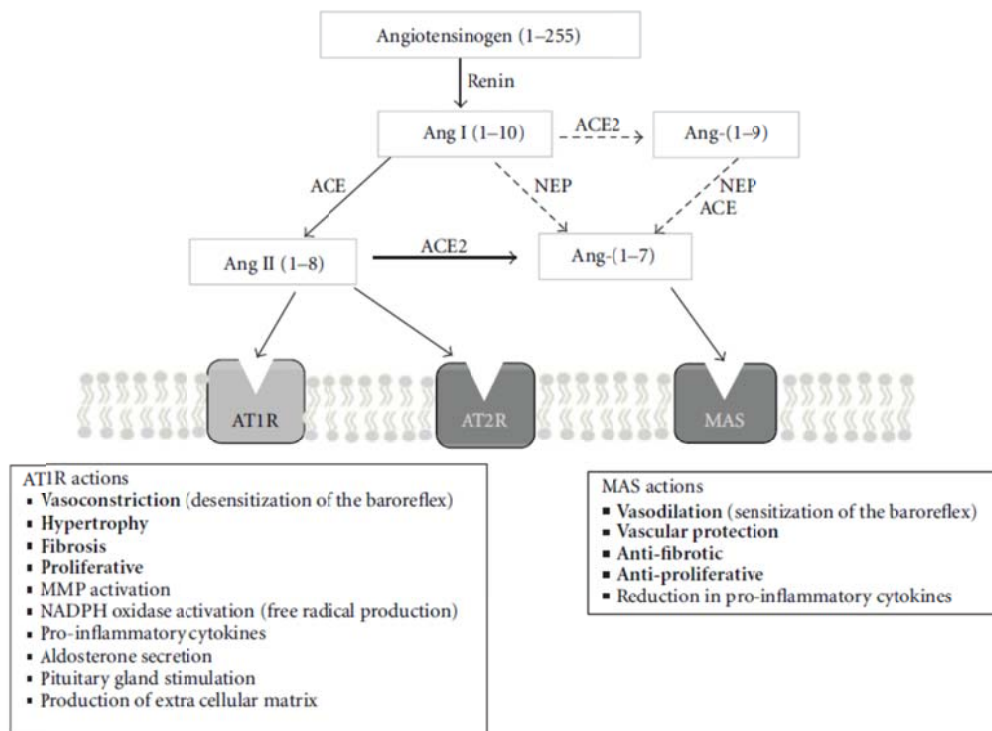 Angiotensinogen (1–255)
Renin
Ang I (1–10)
ACE2
Ang-(1–9)
ACE
NEP
NEP
ACE
Ang II (1–8)
ACE2
Ang-(1–7)
AT1R
AT2R
MAS
AT1R actions
▪ Vasoconstriction (desensitization of the baroreflex)
▪ Hypertrophy
▪ Fibrosis
▪ Proliferative
▪ MMP activation
▪ NADPH oxidase activation (free radical production)
▪ Pro-inflammatory cytokines
▪ Aldosterone secretion
▪ Pituitary gland stimulation
▪ Production of extra cellular matrix
MAS actions
▪ Vasodilation (sensitization of the baroreflex)
▪ Vascular protection
▪ Anti-fibrotic
▪ Anti-proliferative
▪ Reduction in pro-inflammatory cytokines